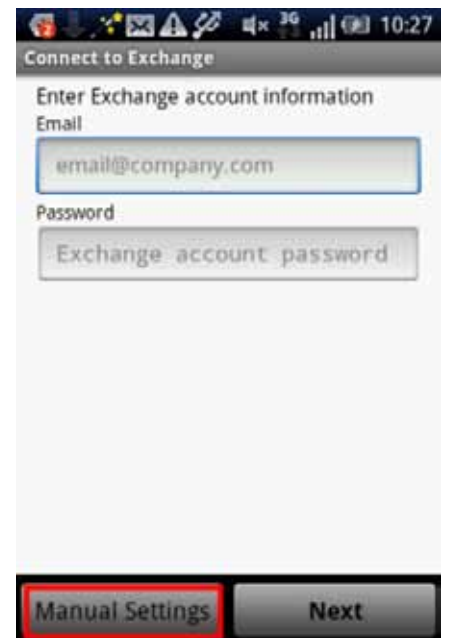 3G 10:27
Connect to Exchange
Enter Exchange account information
Email
email@company.com
Password
Exchange account password
Manual Settings Next